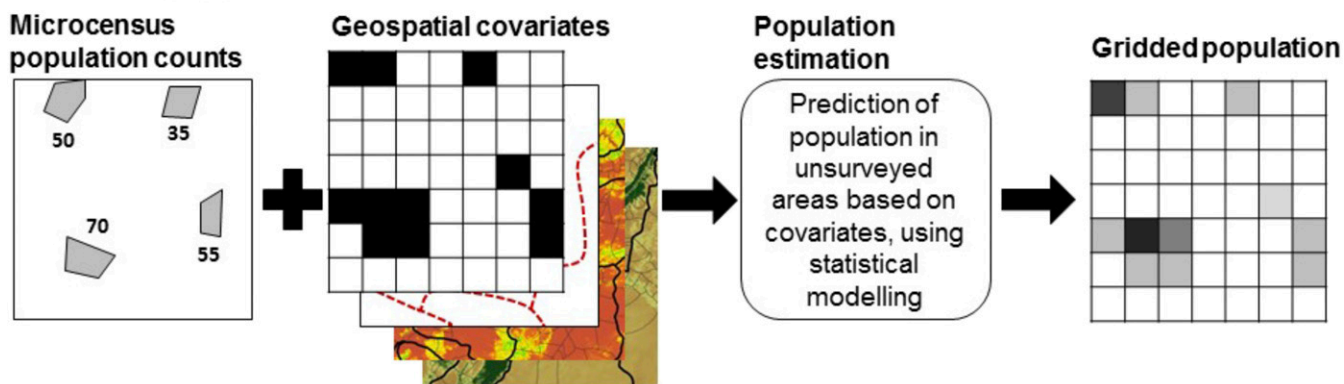 Microcensus
population counts
50
35
70
55
Geospatial covariates
Population
estimation
Prediction of
population in
unsurveyed
areas based on
covariates, using
statistical
modelling
Gridded population